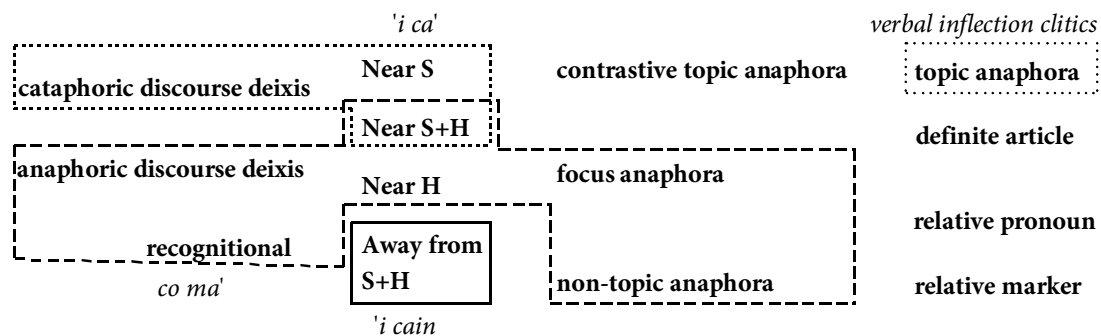 'i ca'
verbal inflection clitics
Near S
contrastive topic anaphora
topic anaphora
cataphoric discourse deixis
Near S+H
definite article
anaphoric discourse deixis
focus anaphora
Near H
relative pronoun
recognitional
Away from
S+H
non-topic anaphora
relative marker
co ma'
'i cain